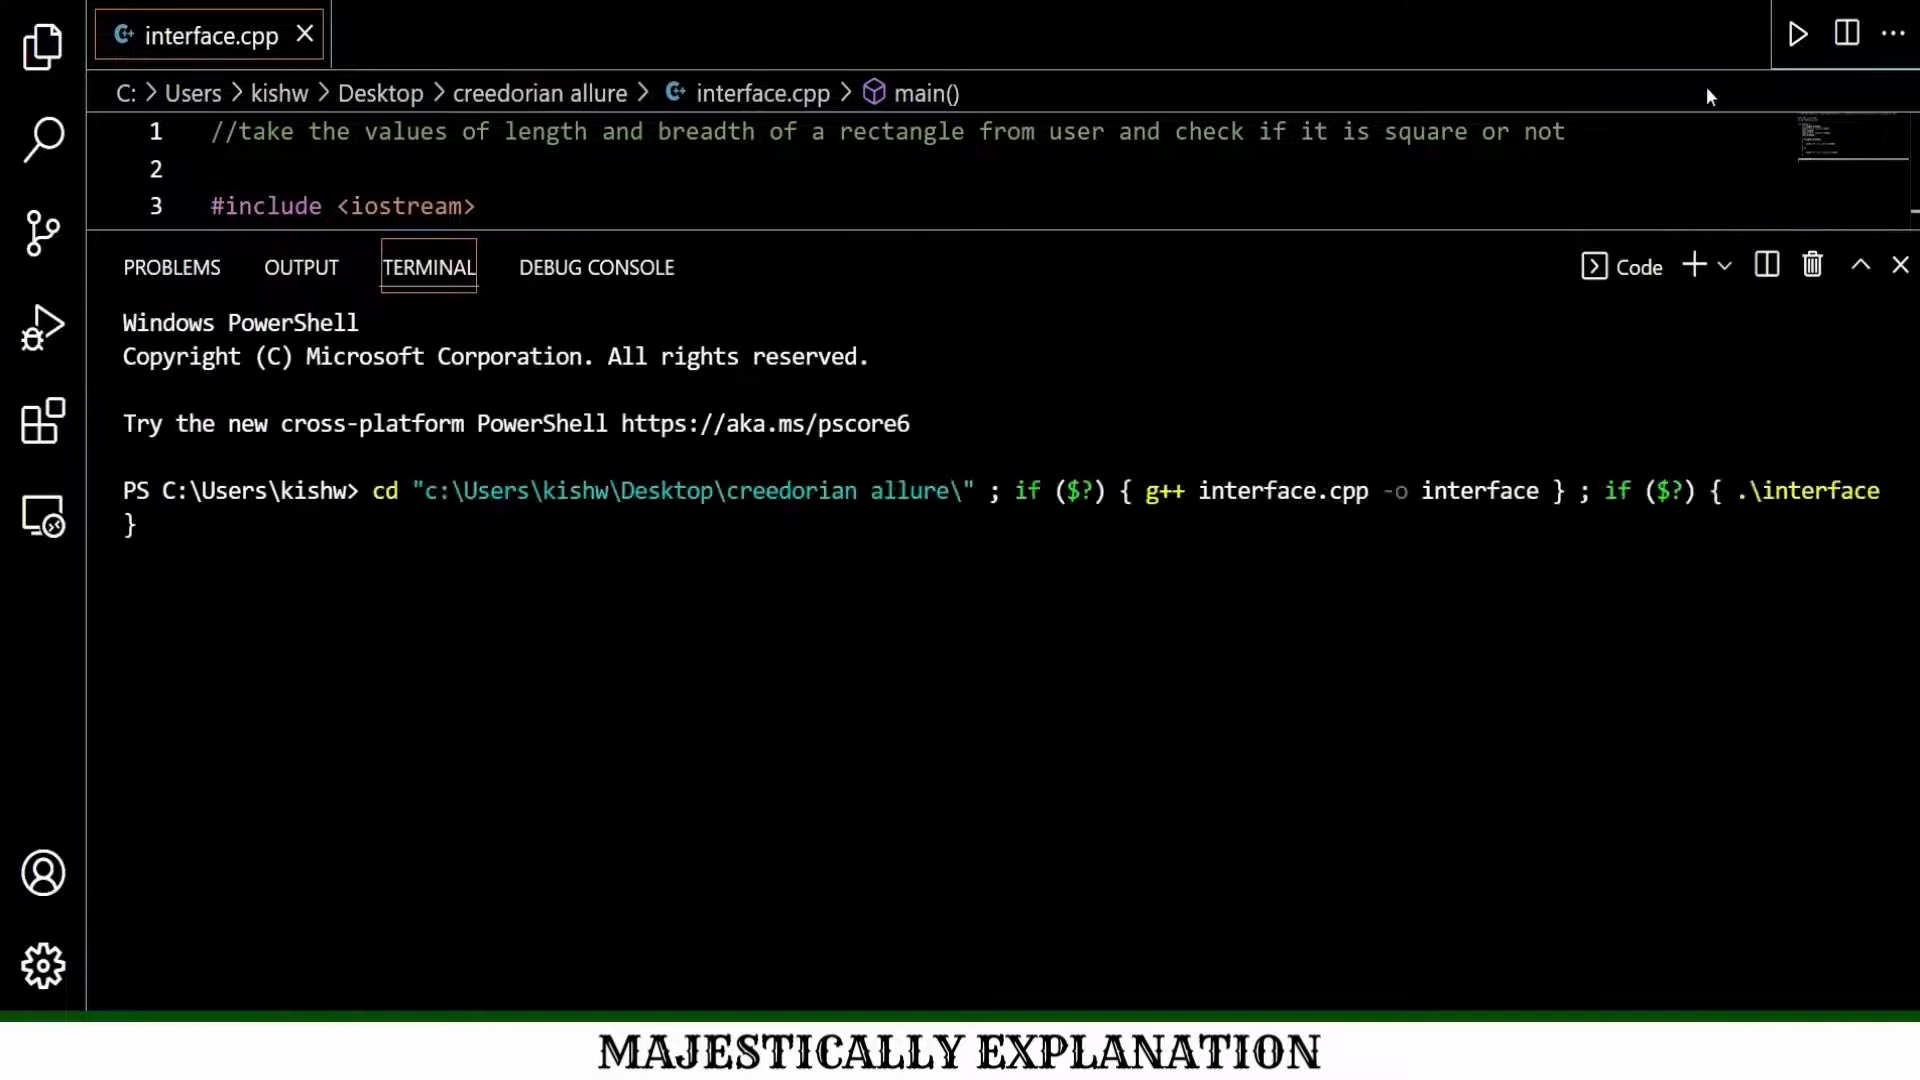 interface.cpp
C: > Users > kishw > Desktop > creedorian allure > interface.cpp > main()
1 //take the values of length and breadth of a rectangle from user and check if it is square or not
2
3 #include <iostream>
PROBLEMS OUTPUT TERMINAL DEBUG CONSOLE Code
Windows PowerShell
Copyright (C) Microsoft Corporation. All rights reserved.
Try the new cross-platform PowerShell https://aka.ms/pscore6
PS C:\Users\kishw> cd "c:\Users\kishw\Desktop\creedorian allure\" ; if ($?) { g++ interface.cpp -o interface } ; if ($?) { .\interface
}
MAJESTICALLY EXPLANATION